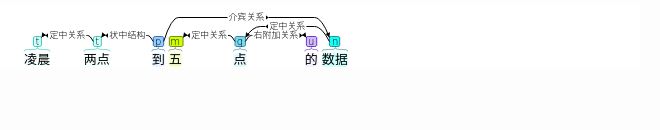 介宾关系
定中关系
定中关系 状中结构 定中关系 右附加关系
t t p m q u n
凌晨 两点 到 五 点 的 数据